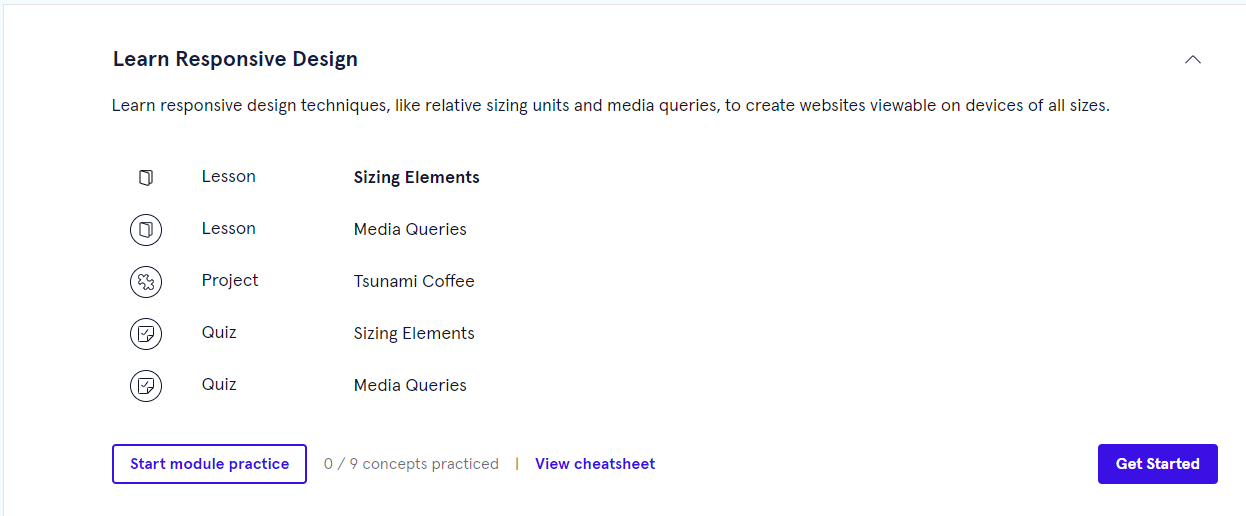 Learn Responsive Design
Learn responsive design techniques, like relative sizing units and media queries, to create websites viewable on devices of all sizes.
Lesson Sizing Elements
Lesson Media Queries
Project Tsunami Coffee
Quiz Sizing Elements
Quiz Media Queries
Start module practice 0 / 9 concepts practiced | View cheatsheet Get Started